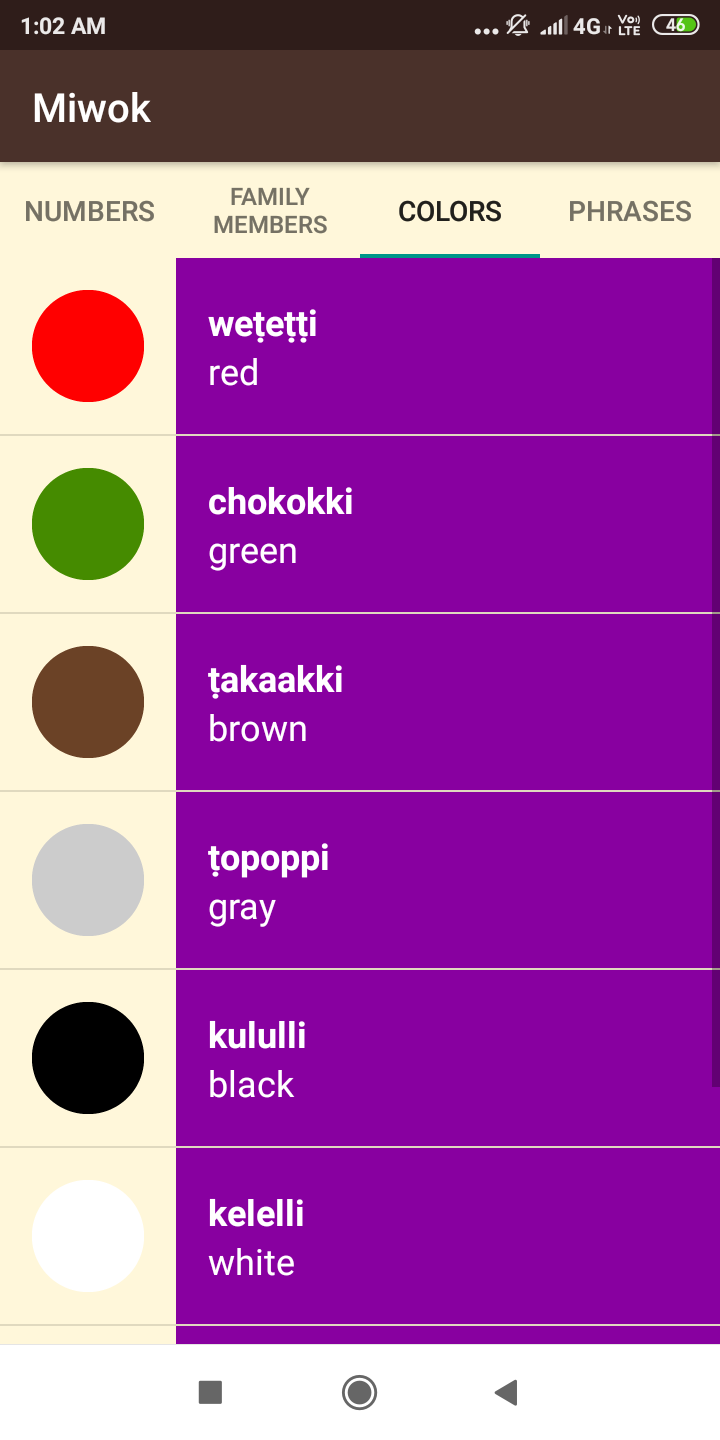 1:02 AM
... 4G Vo) LTE 46
Miwok
NUMBERS
FAMILY
MEMBERS
COLORS
PHRASES
weṭeṭṭi
red
chokokki
green
ṭakaakki
brown
ṭopoppi
gray
kululli
black
kelelli
white